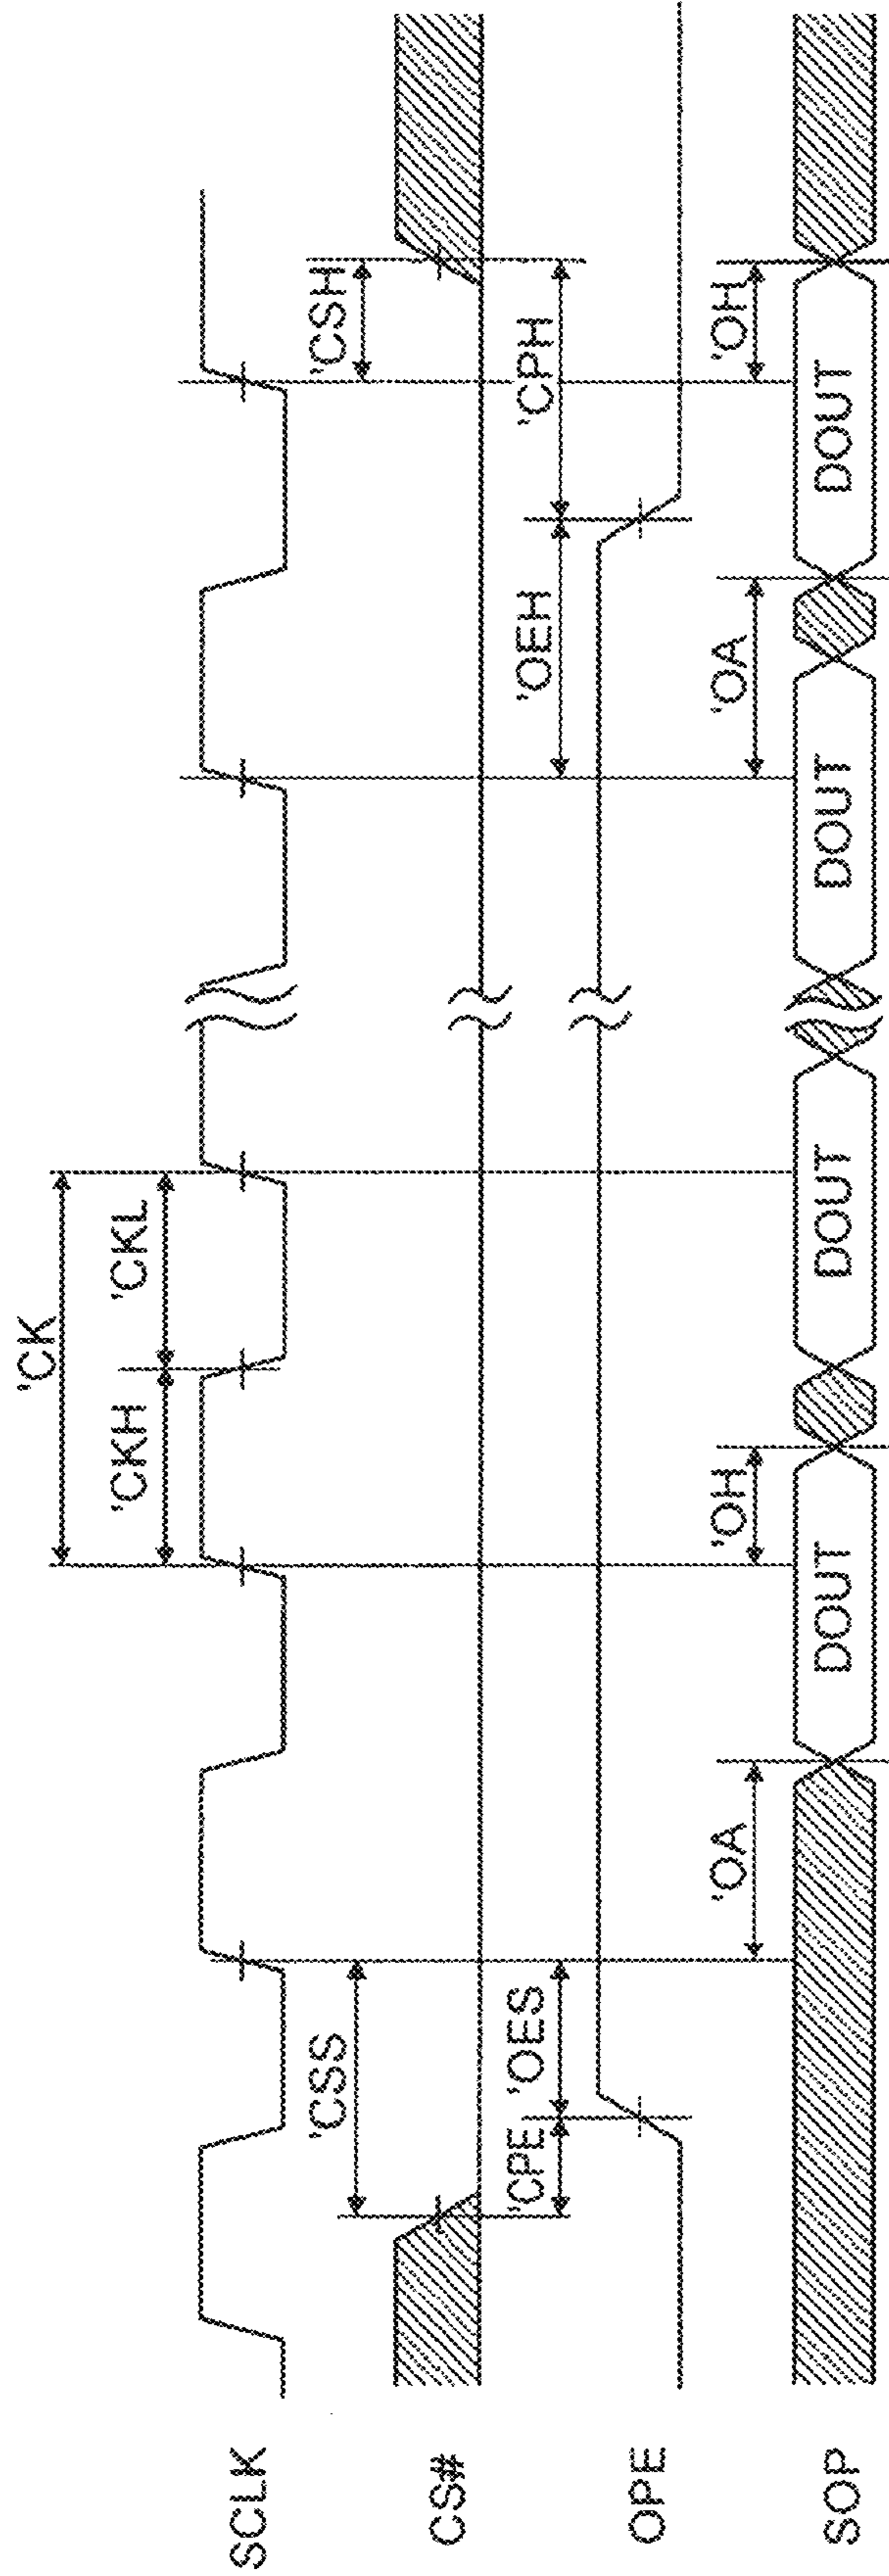 'CK
'CKH
'CKL
SCLK
'CSS
'CSH
CS#
'CPE
'OES
'OEH
'CPH
OPE
'OA
'OH
'OA
'OH
SOP
DOUT
DOUT
DOUT
DOUT